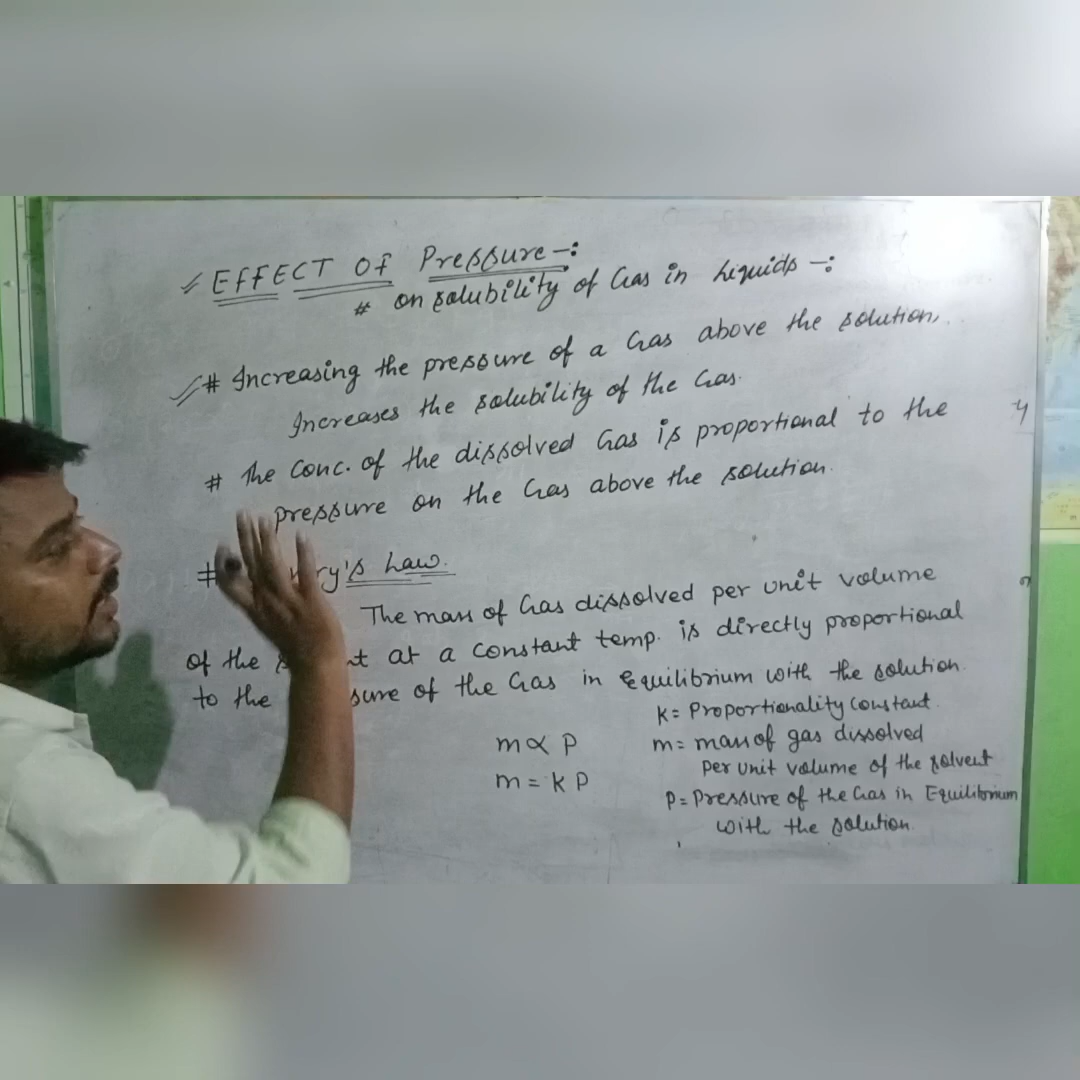 EFFECT OF Pressure -:
# on solubility of Gas in Liquids -:
# Increasing the pressure of a Gas above the solution,
Increases the solubility of the Gas.
# The Conc. of the dissolved Gas is proportional to the
pressure on the Gas above the solution.
# ry's Law.
The mass of Gas dissolved per unit volume
of the at a constant temp. is directly proportional
to the sure of the Gas in Equilibrium with the solution.
K = Proportionality Constant.
m ∝ P
m = mass of gas dissolved
per unit volume of the solvent
m = K P
P = Pressure of the Gas in Equilibrium
with the solution.